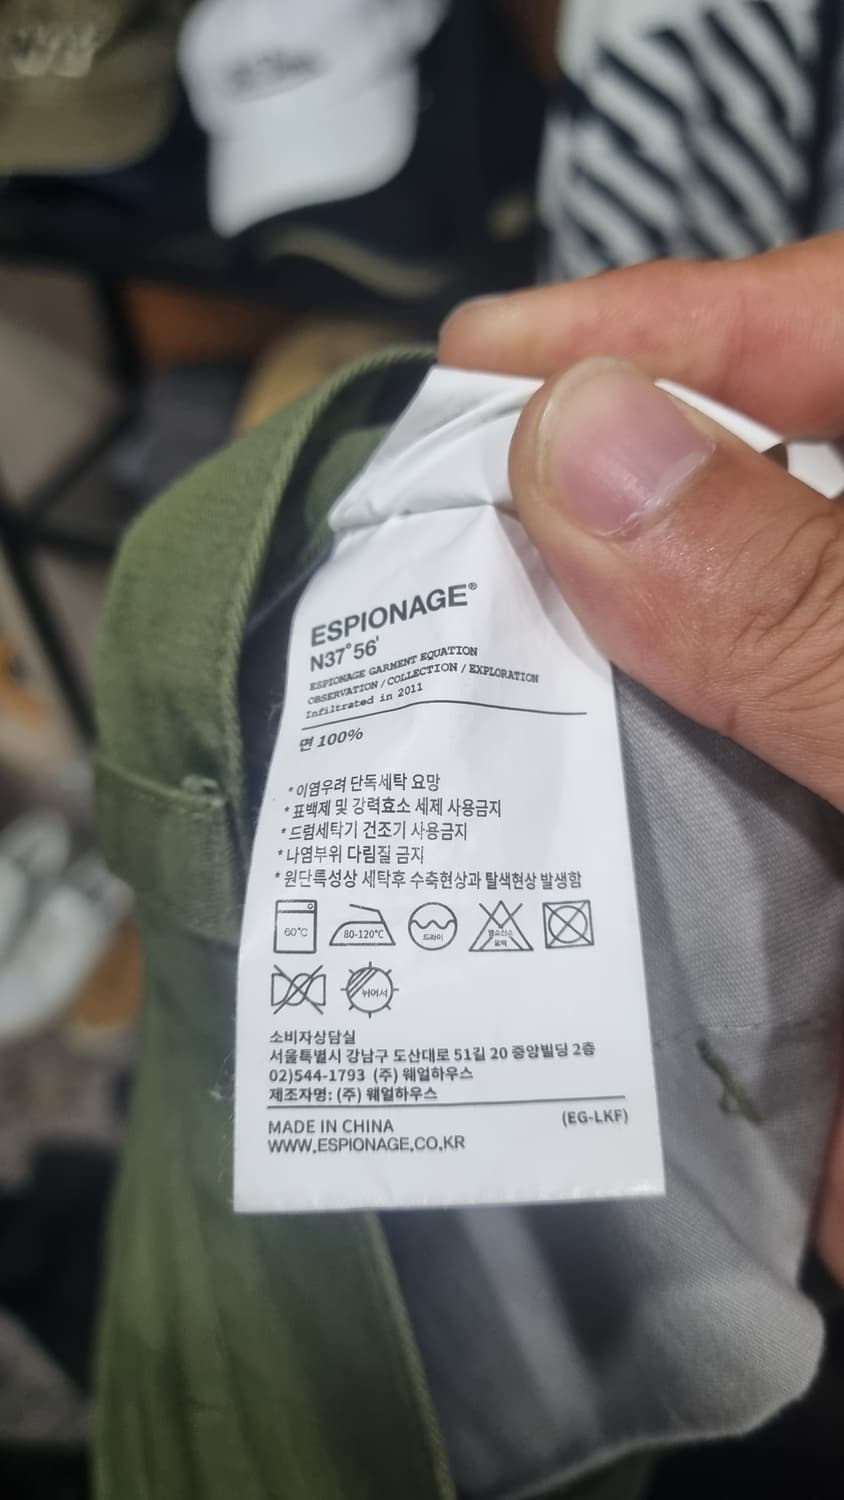 ESPIONAGE®
N37°56'
ESPIONAGE GARMENT EQUATION
OBSERVATION / COLLECTION / EXPLORATION
Infiltrated in 2011
면 100%
* 이염우려 단독세탁 요망
* 표백제 및 강력효소 세제 사용금지
* 드럼세탁기 건조기 사용금지
* 나염부위 다림질 금지
* 원단특성상 세탁후 수축현상과 탈색현상 발생함
60°C 80-120°C 드라이 염소산소 표백
뉘어서
소비자상담실
서울특별시 강남구 도산대로 51길 20 중앙빌딩 2층
02)544-1793 (주) 웨얼하우스
제조자명: (주) 웨얼하우스
MADE IN CHINA (EG-LKF)
WWW.ESPIONAGE.CO.KR